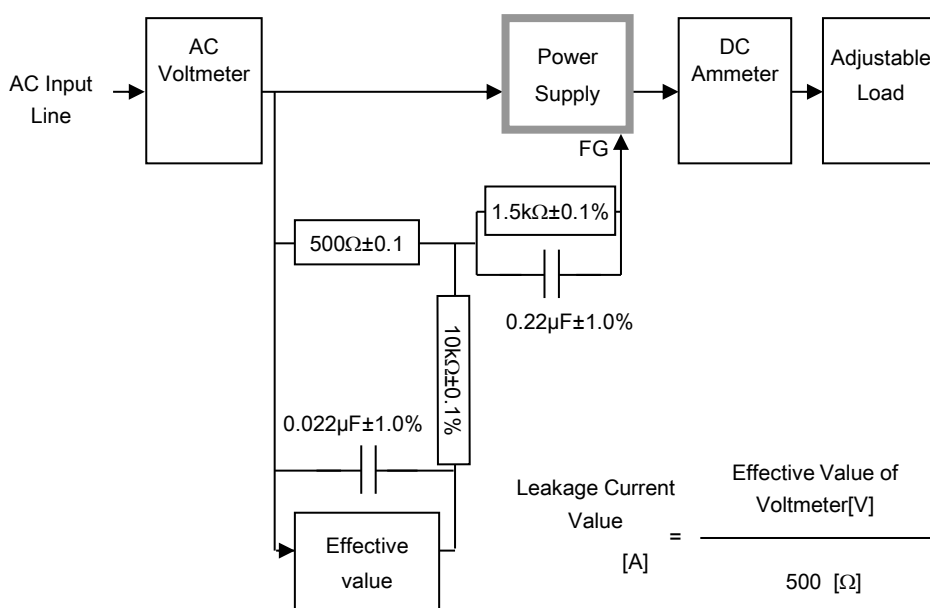 AC Input
Line
AC
Voltmeter
Power
Supply
DC
Ammeter
Adjustable
Load
FG
1.5kΩ±0.1%
500Ω±0.1
0.22µF±1.0%
10kΩ±0.1%
0.022µF±1.0%
Effective
value
Leakage Current
Value
[A]
=
Effective Value of
Voltmeter[V]
500 [Ω]